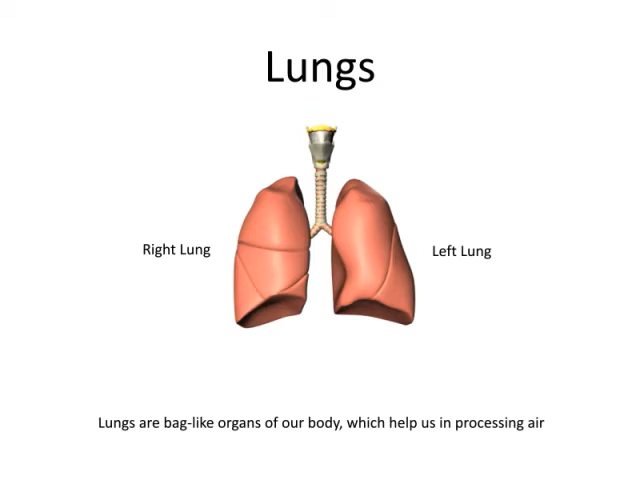 Lungs
Right Lung
Left Lung
Lungs are bag-like organs of our body, which help us in processing air